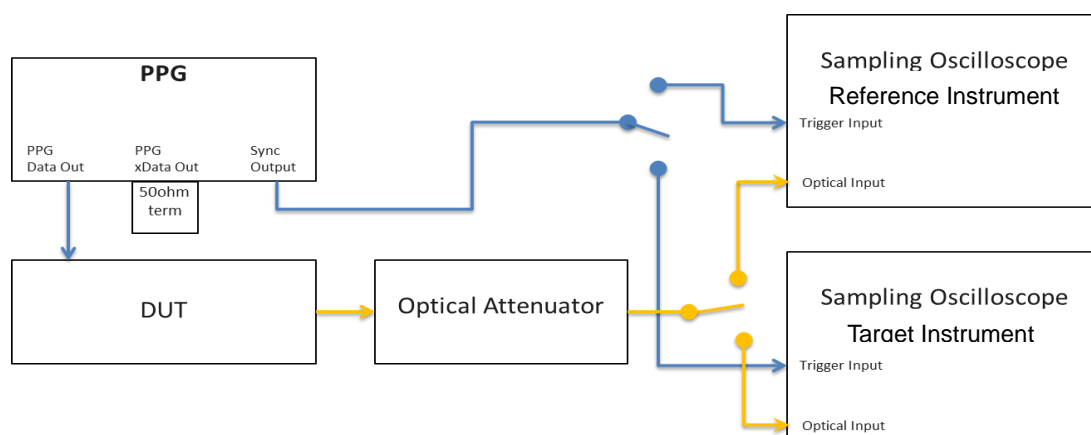 PPG
PPG
Data Out
PPG
xData Out
Sync
Output
50ohm
term
DUT
Optical Attenuator
Sampling Oscilloscope
Reference Instrument
Trigger Input
Optical Input
Sampling Oscilloscope
Target Instrument
Trigger Input
Optical Input